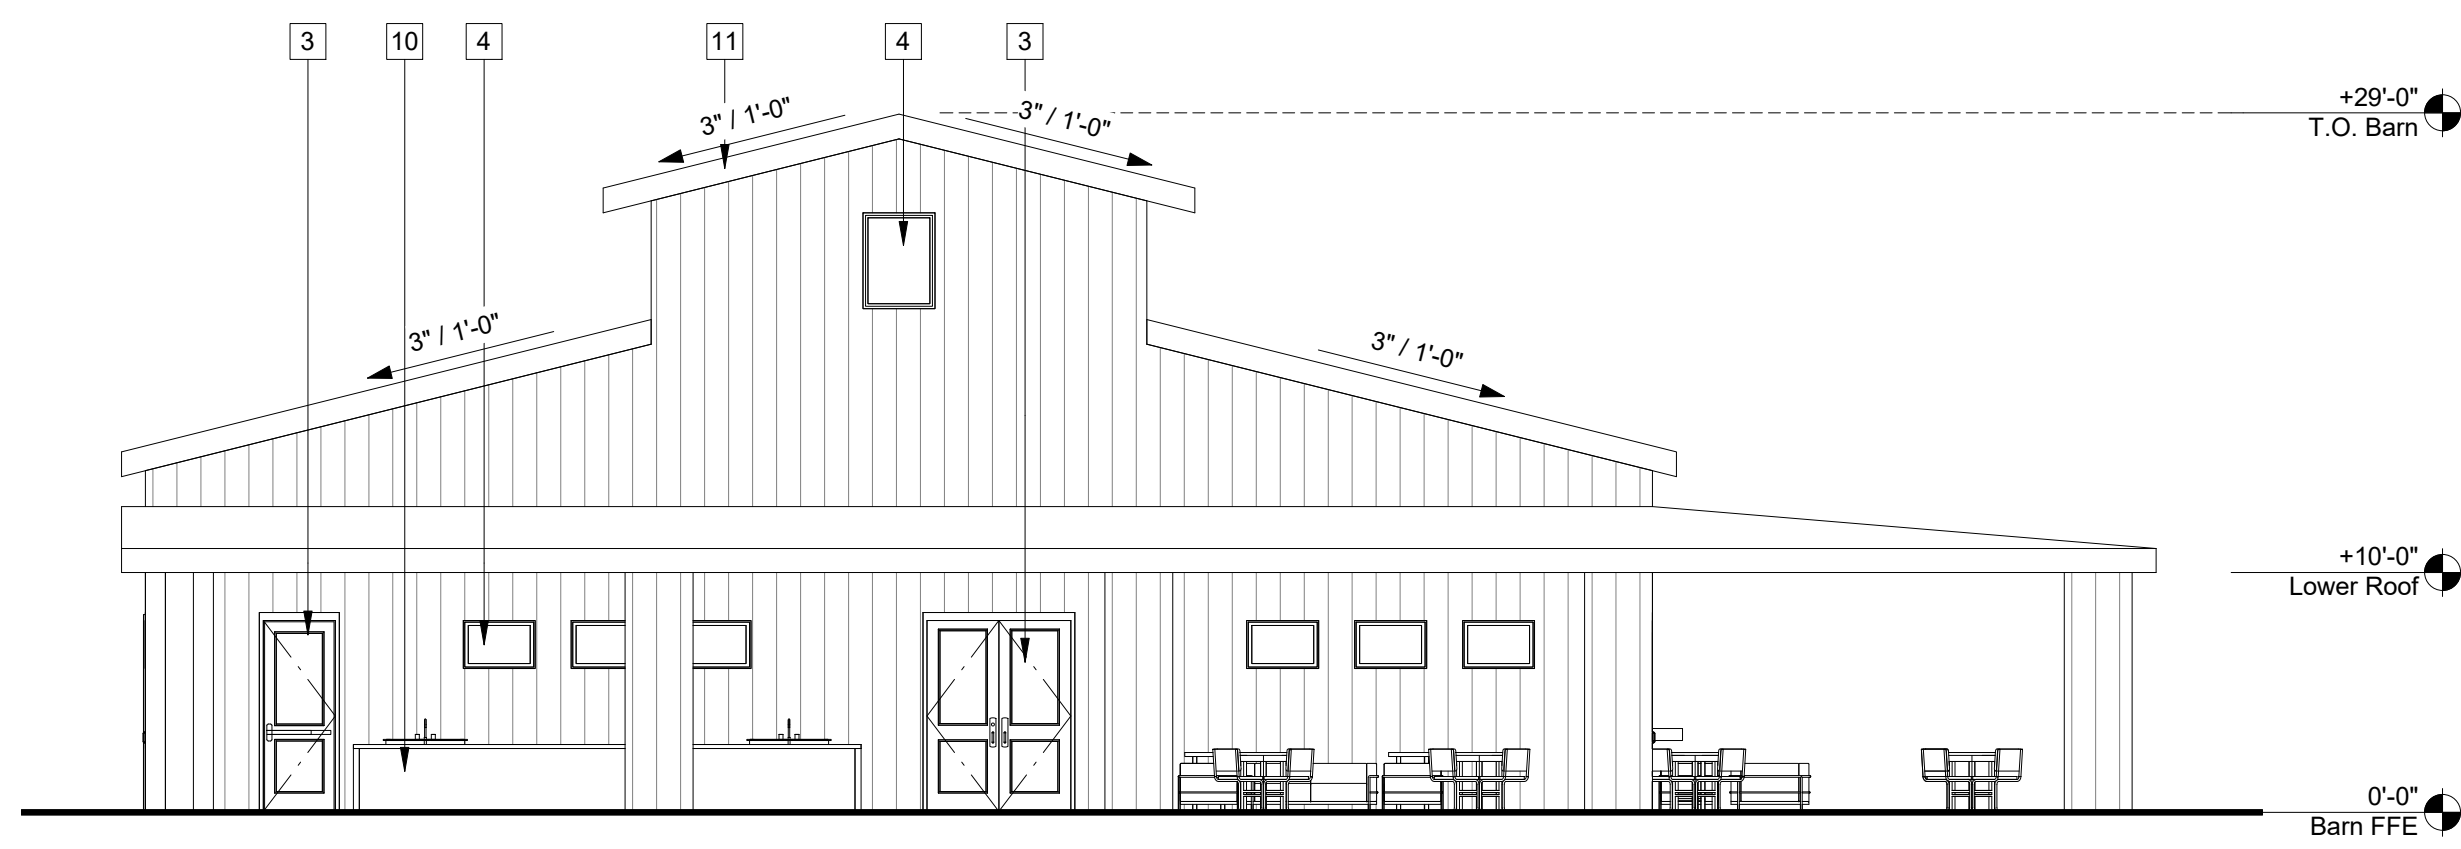 3
10
4
11
4
3
3" / 1'-0"
3" / 1'-0"
+29'-0"
T.O. Barn
3" / 1'-0"
3" / 1'-0"
+10'-0"
Lower Roof
0'-0"
Barn FFE